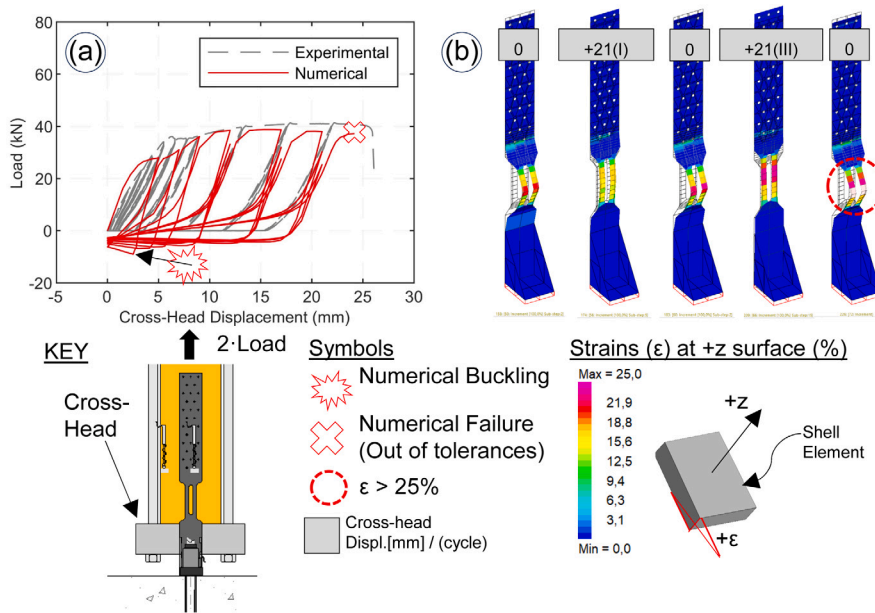 (a)
80
60
40
20
0
-20
-5
0
5
10
15
20
25
30
Load (kN)
Cross-Head Displacement (mm)
Experimental
Numerical
(b)
0
+21(I)
0
+21(III)
0
KEY
2·Load
Cross-
Head
Symbols
Numerical Buckling
Numerical Failure
(Out of tolerances)
ε > 25%
Cross-head
Displ.[mm] / (cycle)
Strains (ε) at +z surface (%)
Max = 25,0
21,9
18,8
15,6
12,5
9,4
6,3
3,1
Min = 0,0
+z
Shell
Element
+ε